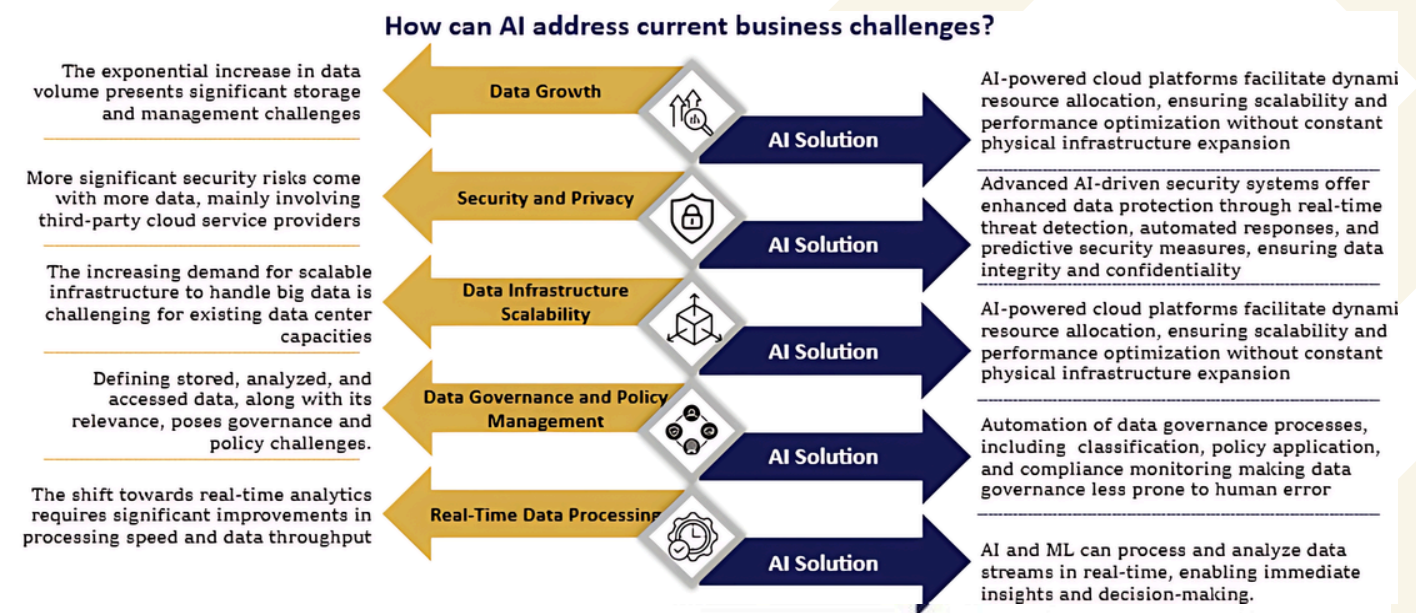 How can AI address current business challenges?
The exponential increase in data
volume presents significant storage
and management challenges
Data Growth
AI Solution
AI-powered cloud platforms facilitate dynami
resource allocation, ensuring scalability and
performance optimization without constant
physical infrastructure expansion
More significant security risks come
with more data, mainly involving
third-party cloud service providers
Security and Privacy
AI Solution
Advanced AI-driven security systems offer
enhanced data protection through real-time
threat detection, automated responses, and
predictive security measures, ensuring data
integrity and confidentiality
The increasing demand for scalable
infrastructure to handle big data is
challenging for existing data center
capacities
Data Infrastructure
Scalability
AI Solution
AI-powered cloud platforms facilitate dynami
resource allocation, ensuring scalability and
performance optimization without constant
physical infrastructure expansion
Defining stored, analyzed, and
accessed data, along with its
relevance, poses governance and
policy challenges.
Data Governance and Policy
Management
AI Solution
Automation of data governance processes,
including classification, policy application,
and compliance monitoring making data
governance less prone to human error
The shift towards real-time analytics
requires significant improvements in
processing speed and data throughput
Real-Time Data Processing
AI Solution
AI and ML can process and analyze data
streams in real-time, enabling immediate
insights and decision-making.